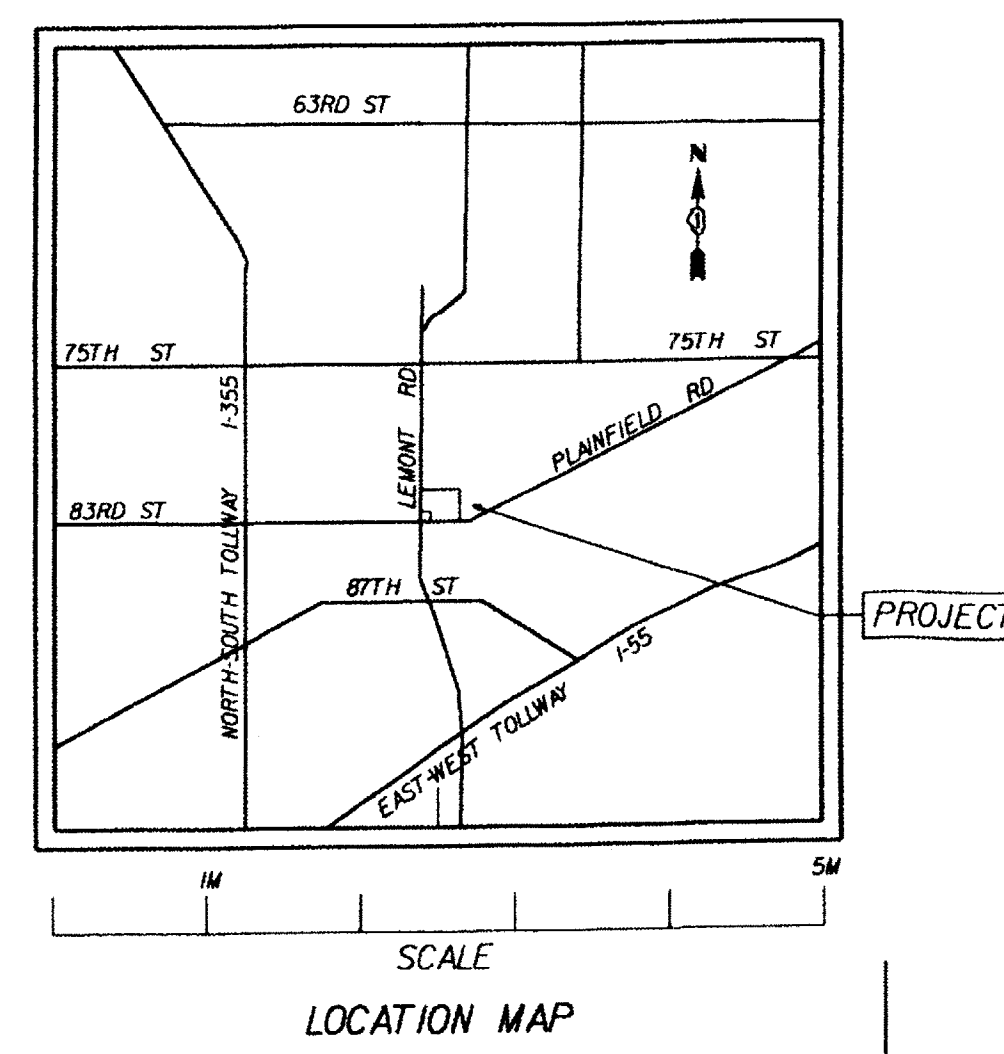 63RD ST
N
75TH ST
75TH ST
I-355
LEMONT RD
PLAINFIELD RD
83RD ST
NORTH-SOUTH TOLLWAY
87TH ST
PROJECT
I-55
EAST-WEST TOLLWAY
1M
5M
SCALE
LOCATION MAP